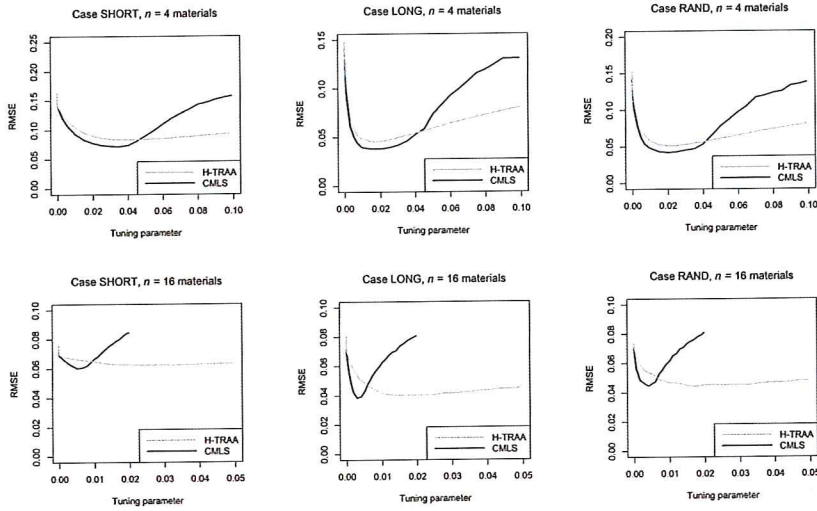 Case SHORT, n = 4 materials
RMSE
0.00 0.05 0.10 0.15 0.20 0.25
H-TRAA
CMLS
0.00 0.02 0.04 0.06 0.08 0.10
Tuning parameter
Case LONG, n = 4 materials
RMSE
0.00 0.05 0.10 0.15
H-TRAA
CMLS
0.00 0.02 0.04 0.06 0.08 0.10
Tuning parameter
Case RAND, n = 4 materials
RMSE
0.00 0.05 0.10 0.15 0.20
H-TRAA
CMLS
0.00 0.02 0.04 0.06 0.08 0.10
Tuning parameter
Case SHORT, n = 16 materials
RMSE
0.00 0.02 0.04 0.06 0.08 0.10
H-TRAA
CMLS
0.00 0.01 0.02 0.03 0.04 0.05
Tuning parameter
Case LONG, n = 16 materials
RMSE
0.00 0.02 0.04 0.06 0.08 0.10
H-TRAA
CMLS
0.00 0.01 0.02 0.03 0.04 0.05
Tuning parameter
Case RAND, n = 16 materials
RMSE
0.00 0.02 0.04 0.06 0.08 0.10
H-TRAA
CMLS
0.00 0.01 0.02 0.03 0.04 0.05
Tuning parameter